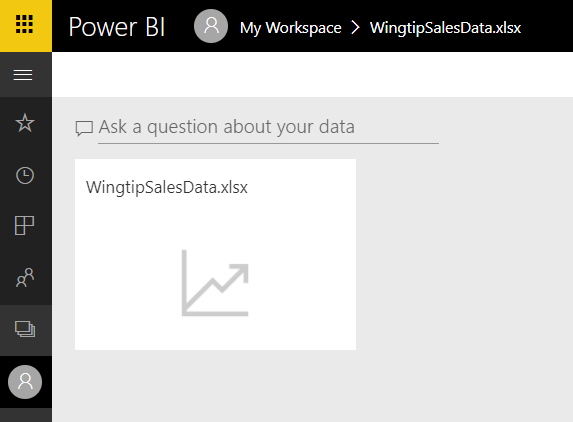 Power BI
My Workspace > WingtipSalesData.xlsx
Ask a question about your data
WingtipSalesData.xlsx